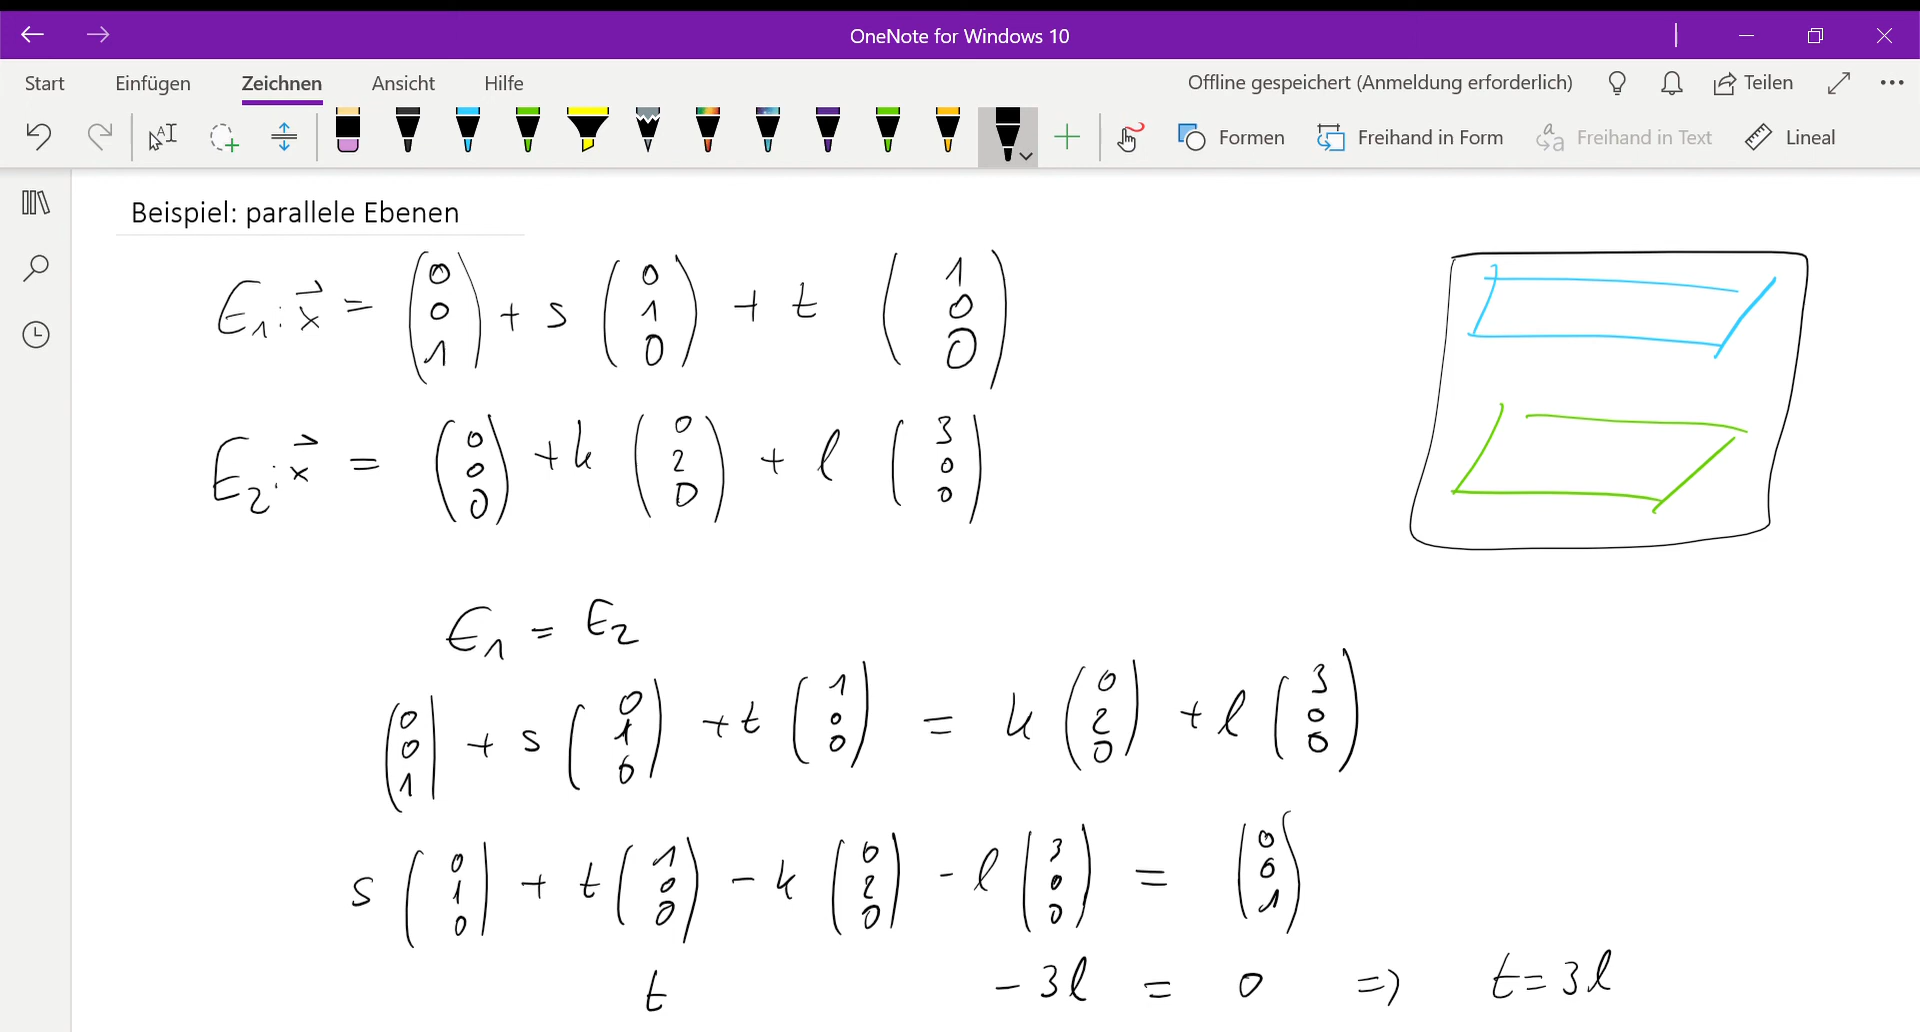 OneNote for Windows 10
Start Einfügen Zeichnen Ansicht Hilfe Offline gespeichert (Anmeldung erforderlich) Teilen
Formen Freihand in Form Freihand in Text Lineal
Beispiel: parallele Ebenen
E₁: x⃗ = (0 0 1) + s (0 1 0) + t (1 0 0)
E₂: x⃗ = (0 0 0) + k (0 2 0) + l (3 0 0)
E₁ = E₂
(0 0 1) + s (0 1 0) + t (1 0 0) = k (0 2 0) + l (3 0 0)
s (0 1 0) + t (1 0 0) - k (0 2 0) - l (3 0 0) = (0 0 1)
t - 3l = 0 => t = 3l